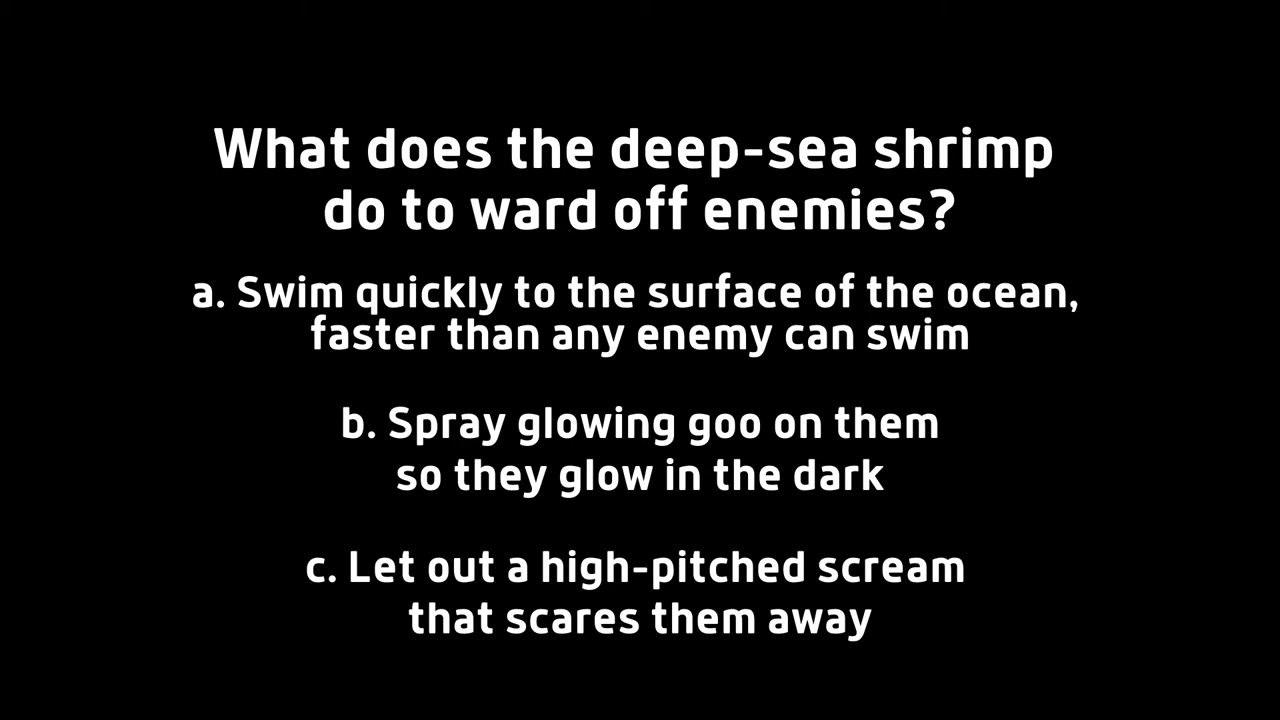 What does the deep-sea shrimp
do to ward off enemies?
a. Swim quickly to the surface of the ocean,
faster than any enemy can swim
b. Spray glowing goo on them
so they glow in the dark
c. Let out a high-pitched scream
that scares them away